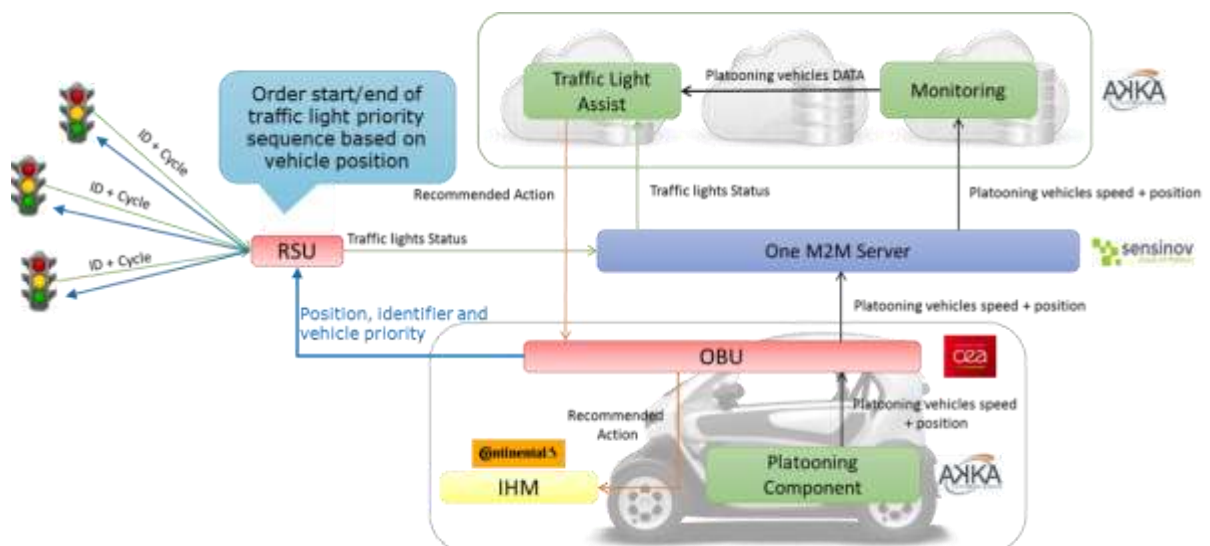 Order start/end of
traffic light priority
sequence based on
vehicle position
Traffic Light
Assist
Platooning vehicles DATA
Monitoring
AKKA
ID + Cycle
ID + Cycle
ID + Cycle
Recommended Action
Traffic lights Status
Platooning vehicles speed + position
RSU
Traffic lights Status
One M2M Server
sensinov
Position, identifier and
vehicle priority
Platooning vehicles speed + position
OBU
cea
Recommended
Action
Platooning vehicles speed
+ position
Continental
IHM
Platooning
Component
AKKA